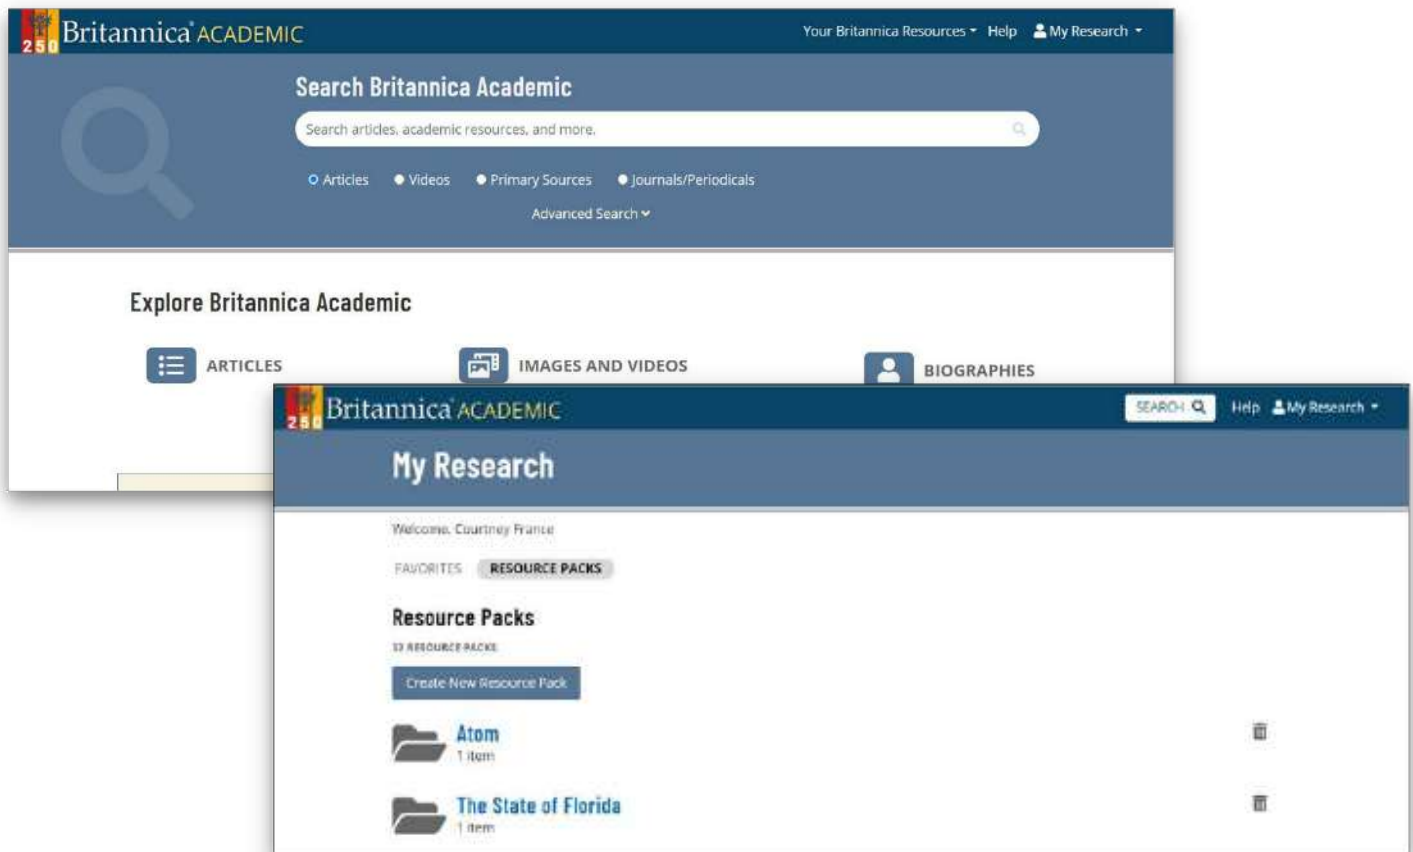 250 Britannica® ACADEMIC
Your Britannica Resources Help My Research
Search Britannica Academic
Search articles, academic resources, and more.
Articles Videos Primary Sources Journals/Periodicals
Advanced Search
Explore Britannica Academic
ARTICLES IMAGES AND VIDEOS BIOGRAPHIES
250 Britannica® ACADEMIC
SEARCH Help My Research
My Research
Welcome, Courtney France
FAVORITES RESOURCE PACKS
Resource Packs
RESOURCE PACKS
Create New Resource Pack
Atom
1 item
The State of Florida
1 item